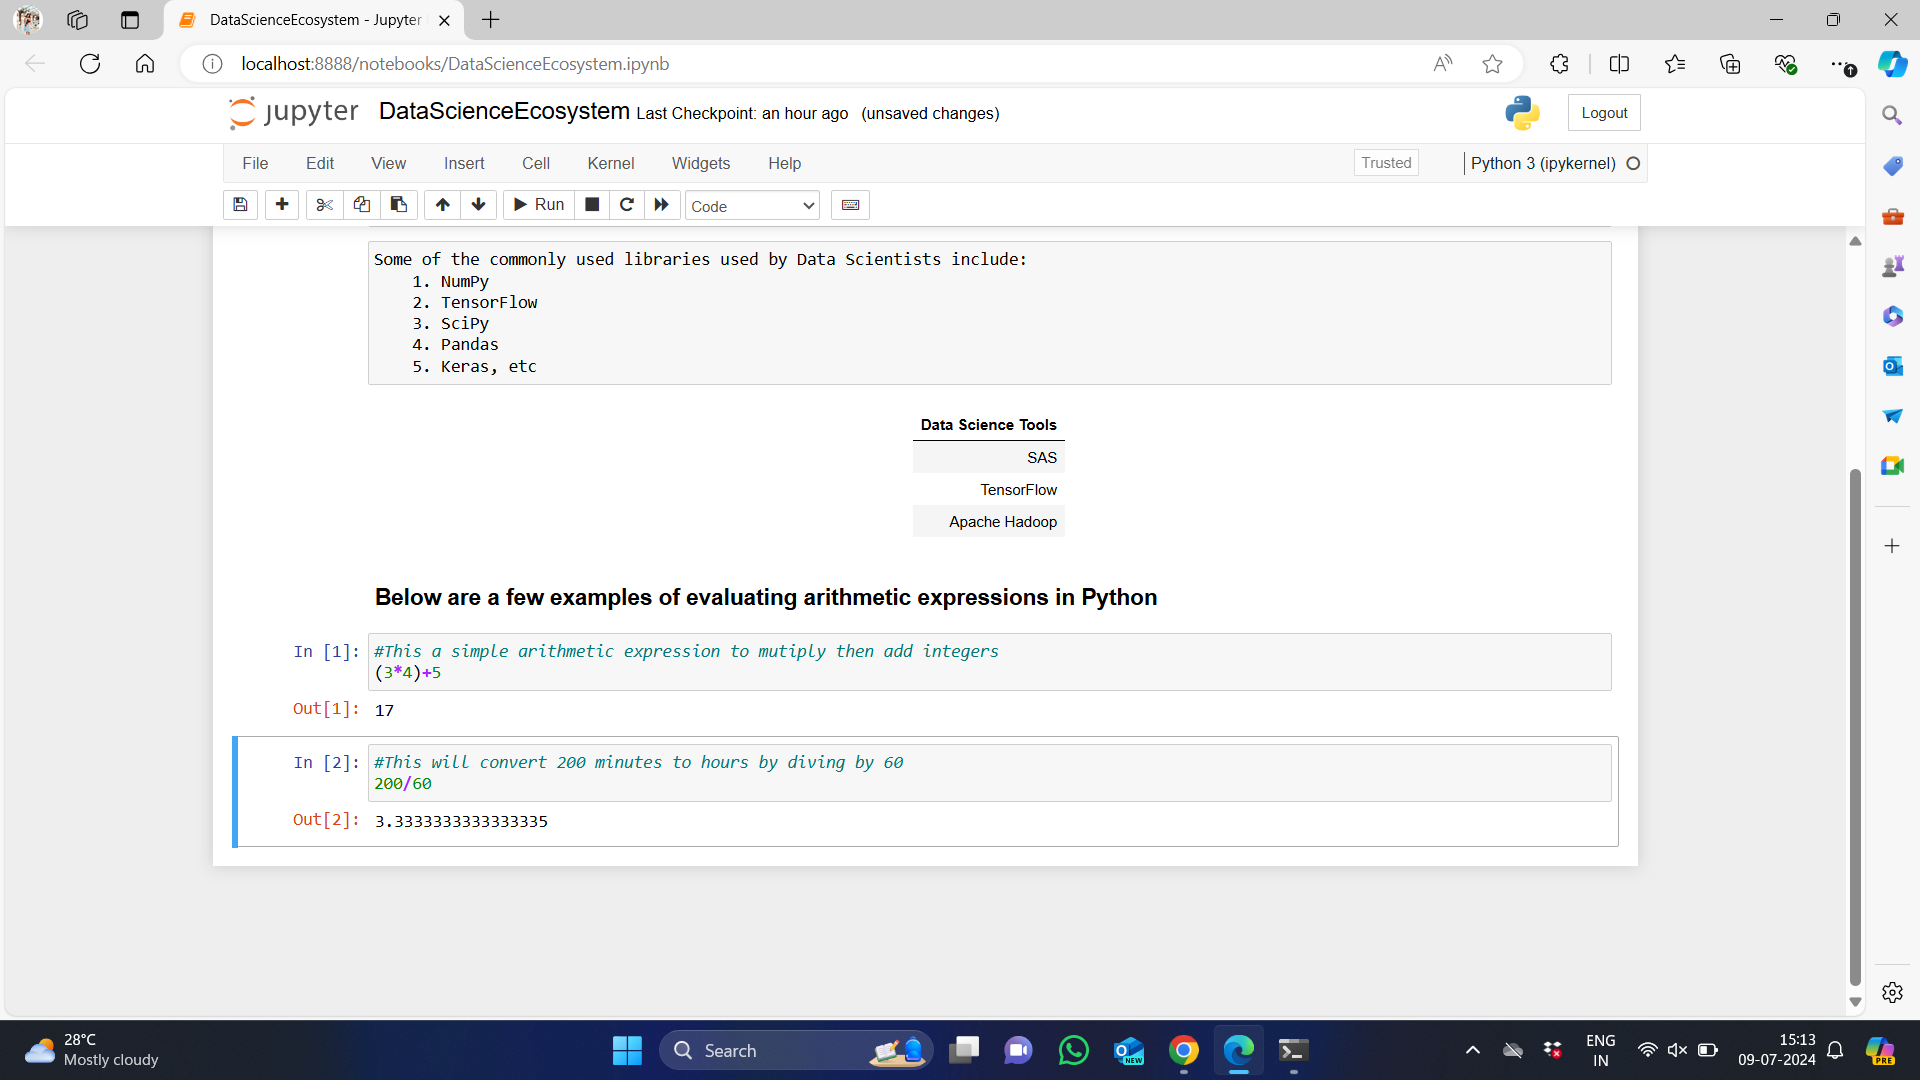 DataScienceEcosystem - Jupyter
localhost:8888/notebooks/DataScienceEcosystem.ipynb
jupyter DataScienceEcosystem Last Checkpoint: an hour ago (unsaved changes)
Logout
File Edit View Insert Cell Kernel Widgets Help
Trusted
Python 3 (ipykernel)
Run
Code
Some of the commonly used libraries used by Data Scientists include:
1. NumPy
2. TensorFlow
3. SciPy
4. Pandas
5. Keras, etc
Data Science Tools
SAS
TensorFlow
Apache Hadoop
Below are a few examples of evaluating arithmetic expressions in Python
In [1]: #This a simple arithmetic expression to mutiply then add integers
(3*4)+5
Out[1]: 17
In [2]: #This will convert 200 minutes to hours by diving by 60
200/60
Out[2]: 3.3333333333333335
28°C
Mostly cloudy
Search
NEW
ENG
IN
15:13
09-07-2024
PRE